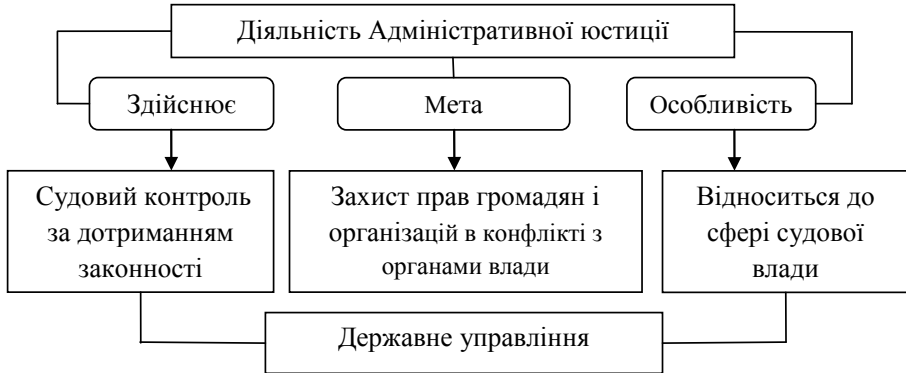 Діяльність Адміністративної юстиції
Здійснює
Мета
Особливість
Судовий контроль
за дотриманням
законності
Захист прав громадян і
організацій в конфлікті з
органами влади
Відноситься до
сфері судової
влади
Державне управління